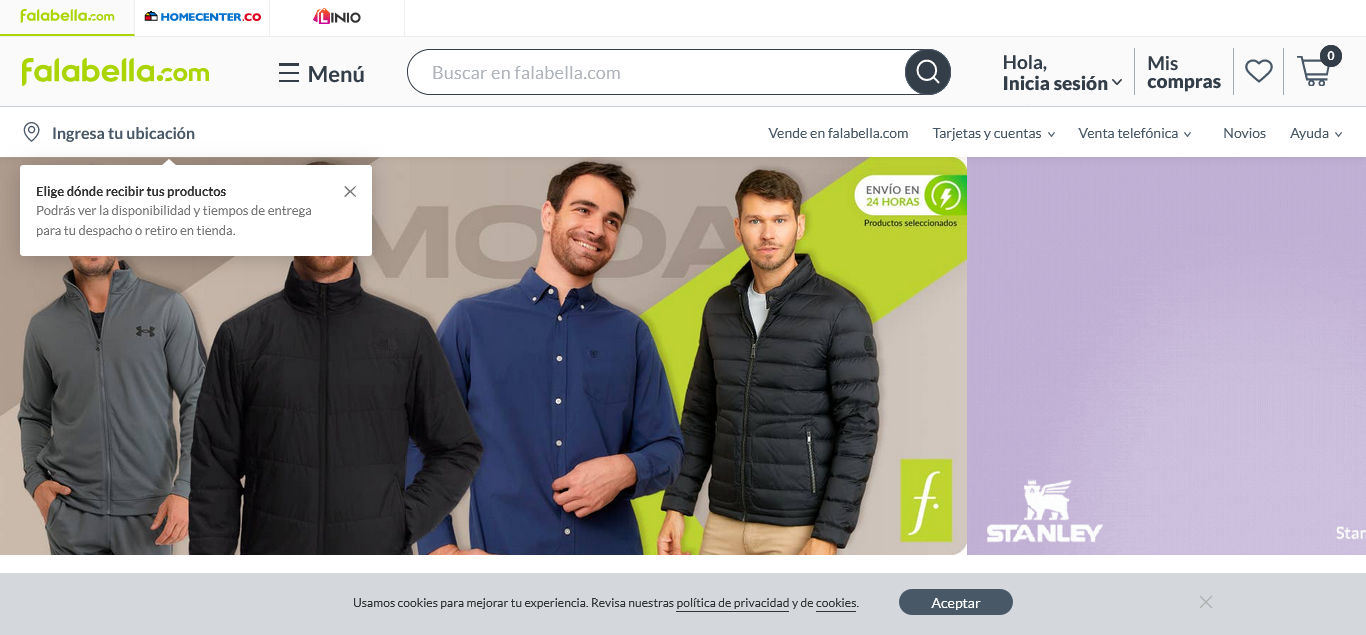 falabella.com
HOMECENTER.CO
LINIO
falabella.com
Menú
Buscar en falabella.com
Hola,
Inicia sesión
Mis
compras
0
Ingresa tu ubicación
Vende en falabella.com
Tarjetas y cuentas
Venta telefónica
Novios
Ayuda
Elige dónde recibir tus productos
Podrás ver la disponibilidad y tiempos de entrega
para tu despacho o retiro en tienda.
MODA
ENVÍO EN
24 HORAS
Productos seleccionados
f.
STANLEY
Star
Usamos cookies para mejorar tu experiencia. Revisa nuestras política de privacidad y de cookies.
Aceptar